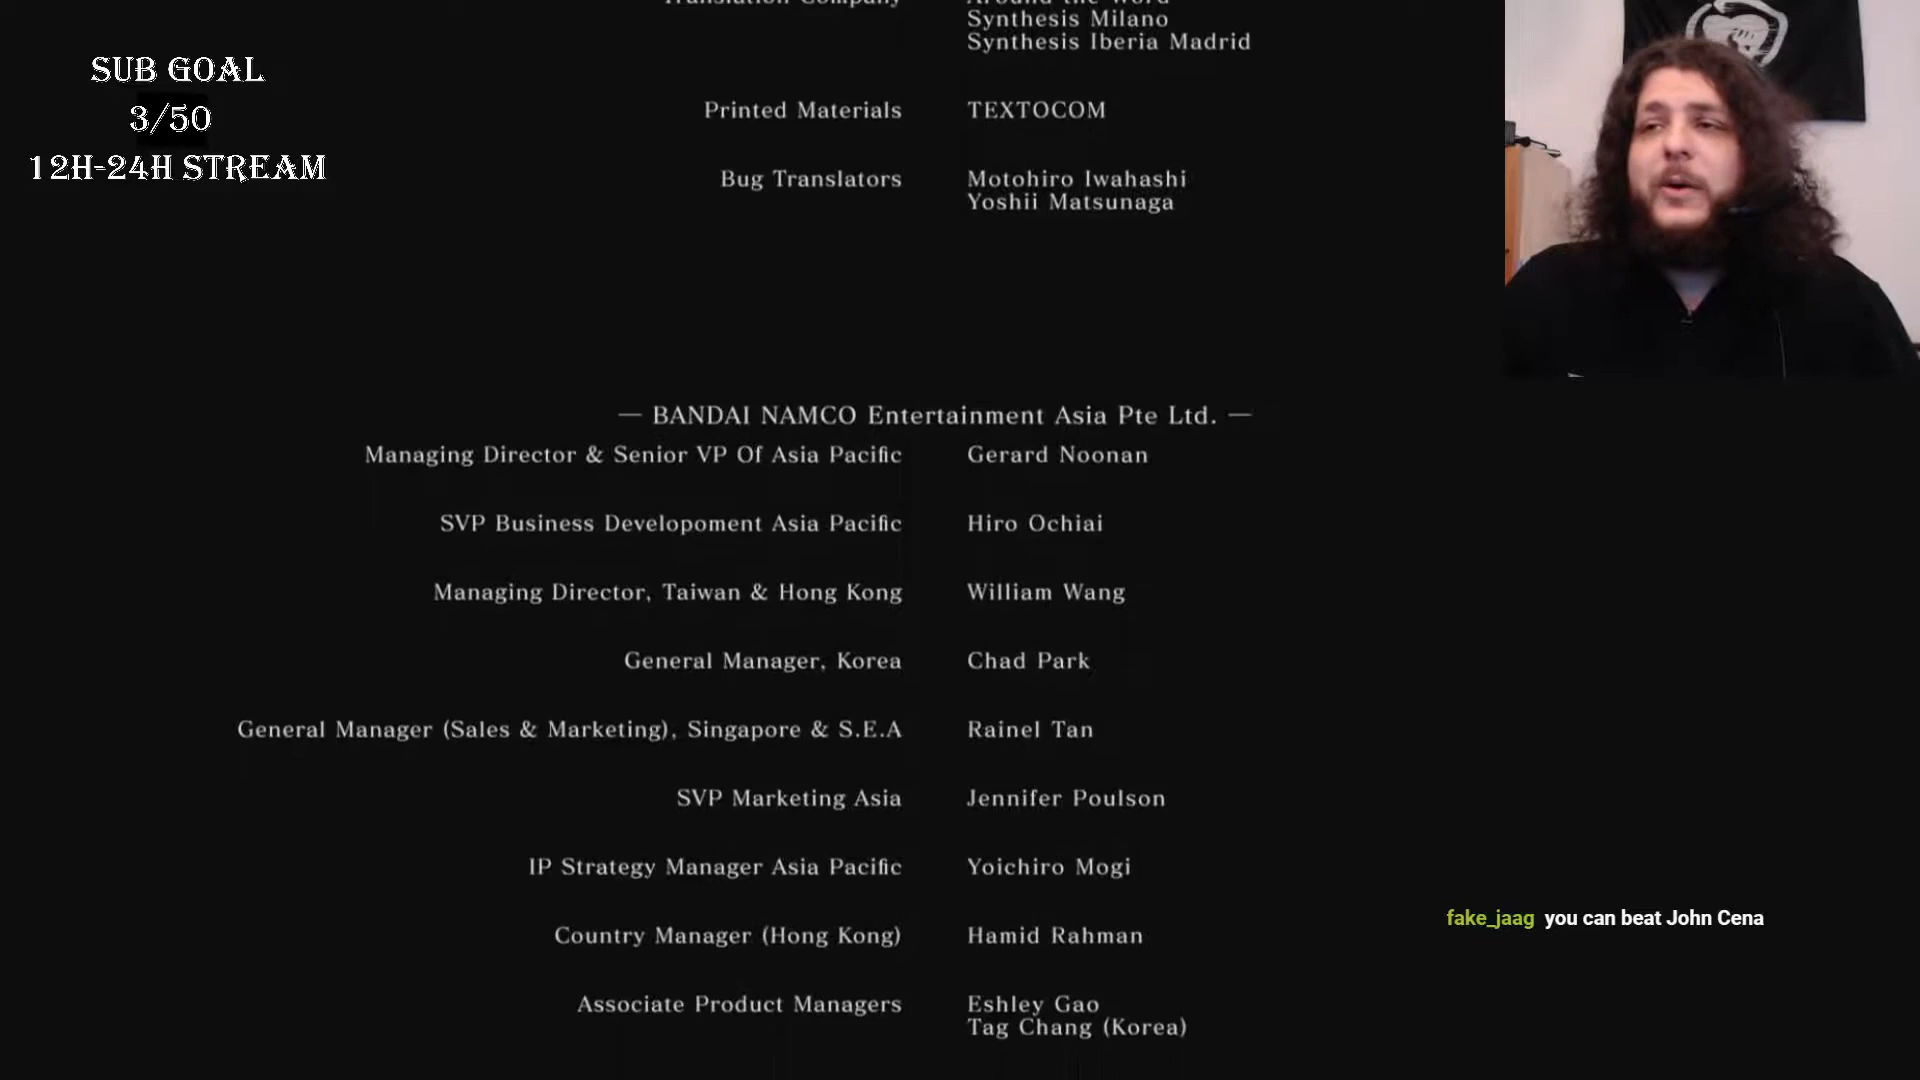 Synthesis Milano
Synthesis Iberia Madrid
SUB GOAL
3/50
12H-24H STREAM
Printed Materials TEXTOCOM
Bug Translators Motohiro Iwahashi
Yoshii Matsunaga
— BANDAI NAMCO Entertainment Asia Pte Ltd. —
Managing Director & Senior VP Of Asia Pacific Gerard Noonan
SVP Business Developoment Asia Pacific Hiro Ochiai
Managing Director, Taiwan & Hong Kong William Wang
General Manager, Korea Chad Park
General Manager (Sales & Marketing), Singapore & S.E.A Rainel Tan
SVP Marketing Asia Jennifer Poulson
IP Strategy Manager Asia Pacific Yoichiro Mogi
fake_jaag you can beat John Cena
Country Manager (Hong Kong) Hamid Rahman
Associate Product Managers Eshley Gao
Tag Chang (Korea)